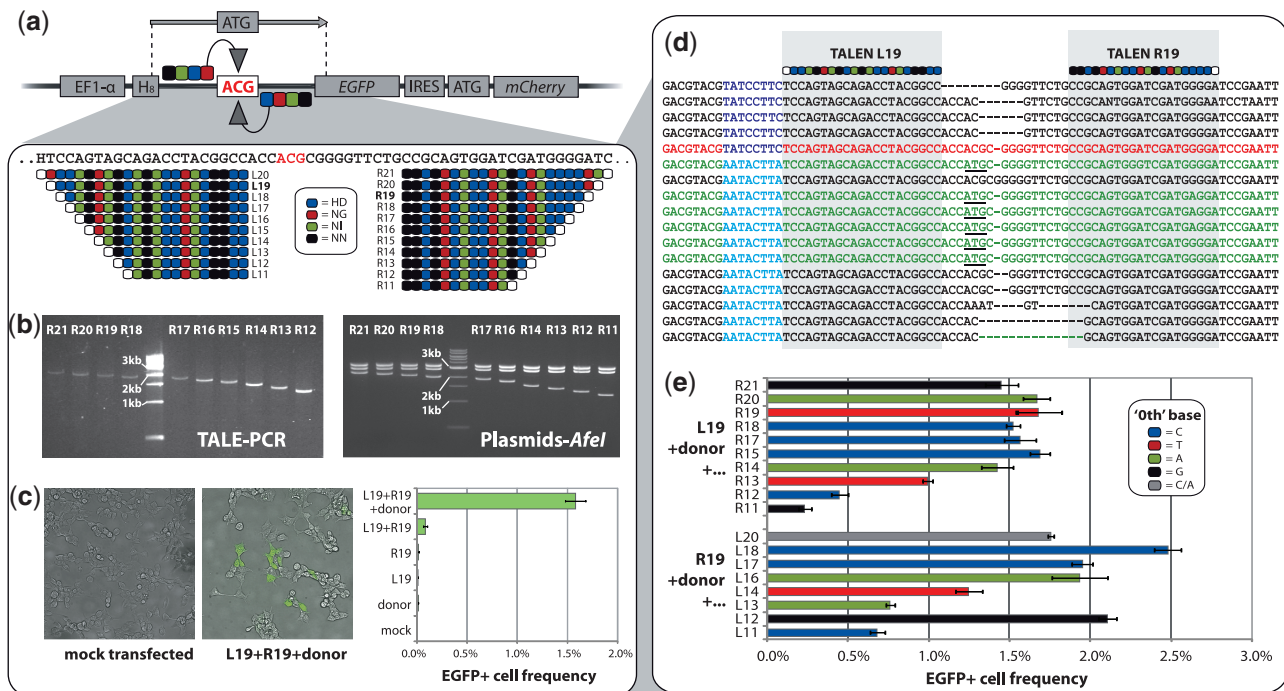 (a)
ATG
EF1-α H8 ACG EGFP IRES ATG mCherry
..HTCCAGTAGCAGACCTACGGCCACCACGCGGGGTTCTGCCGCAGTGGATCGATGGGGATC..
L20
L19
L18
L17
L16
L15
L14
L13
L12
L11
= HD
= NG
= NI
= NN
R21
R20
R19
R18
R17
R16
R15
R14
R13
R12
R11
(b)
R21 R20 R19 R18 R17 R16 R15 R14 R13 R12
3kb
2kb
1kb
TALE-PCR
R21 R20 R19 R18 R17 R16 R14 R13 R12 R11
3kb
2kb
1kb
Plasmids-AfeI
(c)
mock transfected
L19+R19+donor
L19+R19
+donor
L19+R19
R19
L19
donor
mock
0.0% 0.5% 1.0% 1.5% 2.0%
EGFP+ cell frequency
(d)
TALEN L19 TALEN R19
GACGTACGTATCCTTCTCCAGTAGCAGACCTACGGCC----------GGGGTTCTGCCGCAGTGGATCGATGGGGATCCGAATT
GACGTACGTATCCTTCTCCAGTAGCAGACCTACGGCCACCAC------GGGTTCTGCCGCANTGGATCGATGGGGAATCCTAATT
GACGTACGTATCCTTCTCCAGTAGCAGACCTACGGCCACCAC------GTTCTGCCGCAGTGGATCGATGGGGATCCGAATT
GACGTACGTATCCTTCTCCAGTAGCAGACCTACGGCCACCAC------GTTCTGCCGCAGTGGATCGATGGGGATCCGAATT
GACGTACGTATCCTTCTCCAGTAGCAGACCTACGGCCACCACGC-GGGGTTCTGCCGCAGTGGATCGATGGGGATCCGAATT
GACGTACGAATACTTATCCAGTAGCAGACCTACGGCCACCATGC-GGGGTTCTGCCGCAGTGGATCGATGGGGATCCGAATT
GACGTACGAATACTTATCCAGTAGCAGACCTACGGCCACCACGCGGGGGTTCTGCCGCAGTGGATCGATGGGGATCCGAATT
GACGTACGAATACTTATCCAGTAGCAGACCTACGGCCACCATGC-GGGGTTCTGCCGCAGTGGATCGATGAGGATCCGAATT
GACGTACGAATACTTATCCAGTAGCAGACCTACGGCCACCATGC-GGGGTTCTGCCGCAGTGGATCGATGAGGATCCGAATT
GACGTACGAATACTTATCCAGTAGCAGACCTACGGCCACCATGC-GGGGTTCTGCCGCAGTGGATCGATGAGGATCCGAATT
GACGTACGAATACTTATCCAGTAGCAGACCTACGGCCACCATGC-GGGGTTCTGCCGCAGTGGATCGATGGGGATCCGAATT
GACGTACGAATACTTATCCAGTAGCAGACCTACGGCCACCATGC-GGGGTTCTGCCGCAGTGGATCGATGGGGATCCGAATT
GACGTACGAATACTTATCCAGTAGCAGACCTACGGCCACCACGC--GGGTTCTGCCGCAGTGGATCGATGGGGATCCGAATT
GACGTACGAATACTTATCCAGTAGCAGACCTACGGCCACCAAAT---GT------CAGTGGATCGATGGGGATCCGAATT
GACGTACGAATACTTATCCAGTAGCAGACCTACGGCCACCAC--------------GCAGTGGATCGATGGGGATCCGAATT
GACGTACGAATACTTATCCAGTAGCAGACCTACGGCCACCAC--------------GCAGTGGATCGATGGGGATCCGAATT
(e)
L19
+donor
+...
R21
R20
R19
R18
R17
R15
R14
R13
R12
R11
R19
+donor
+...
L20
L18
L17
L16
L14
L13
L12
L11
'0th' base
= C
= T
= A
= G
= C/A
0.0% 0.5% 1.0% 1.5% 2.0% 2.5% 3.0%
EGFP+ cell frequency